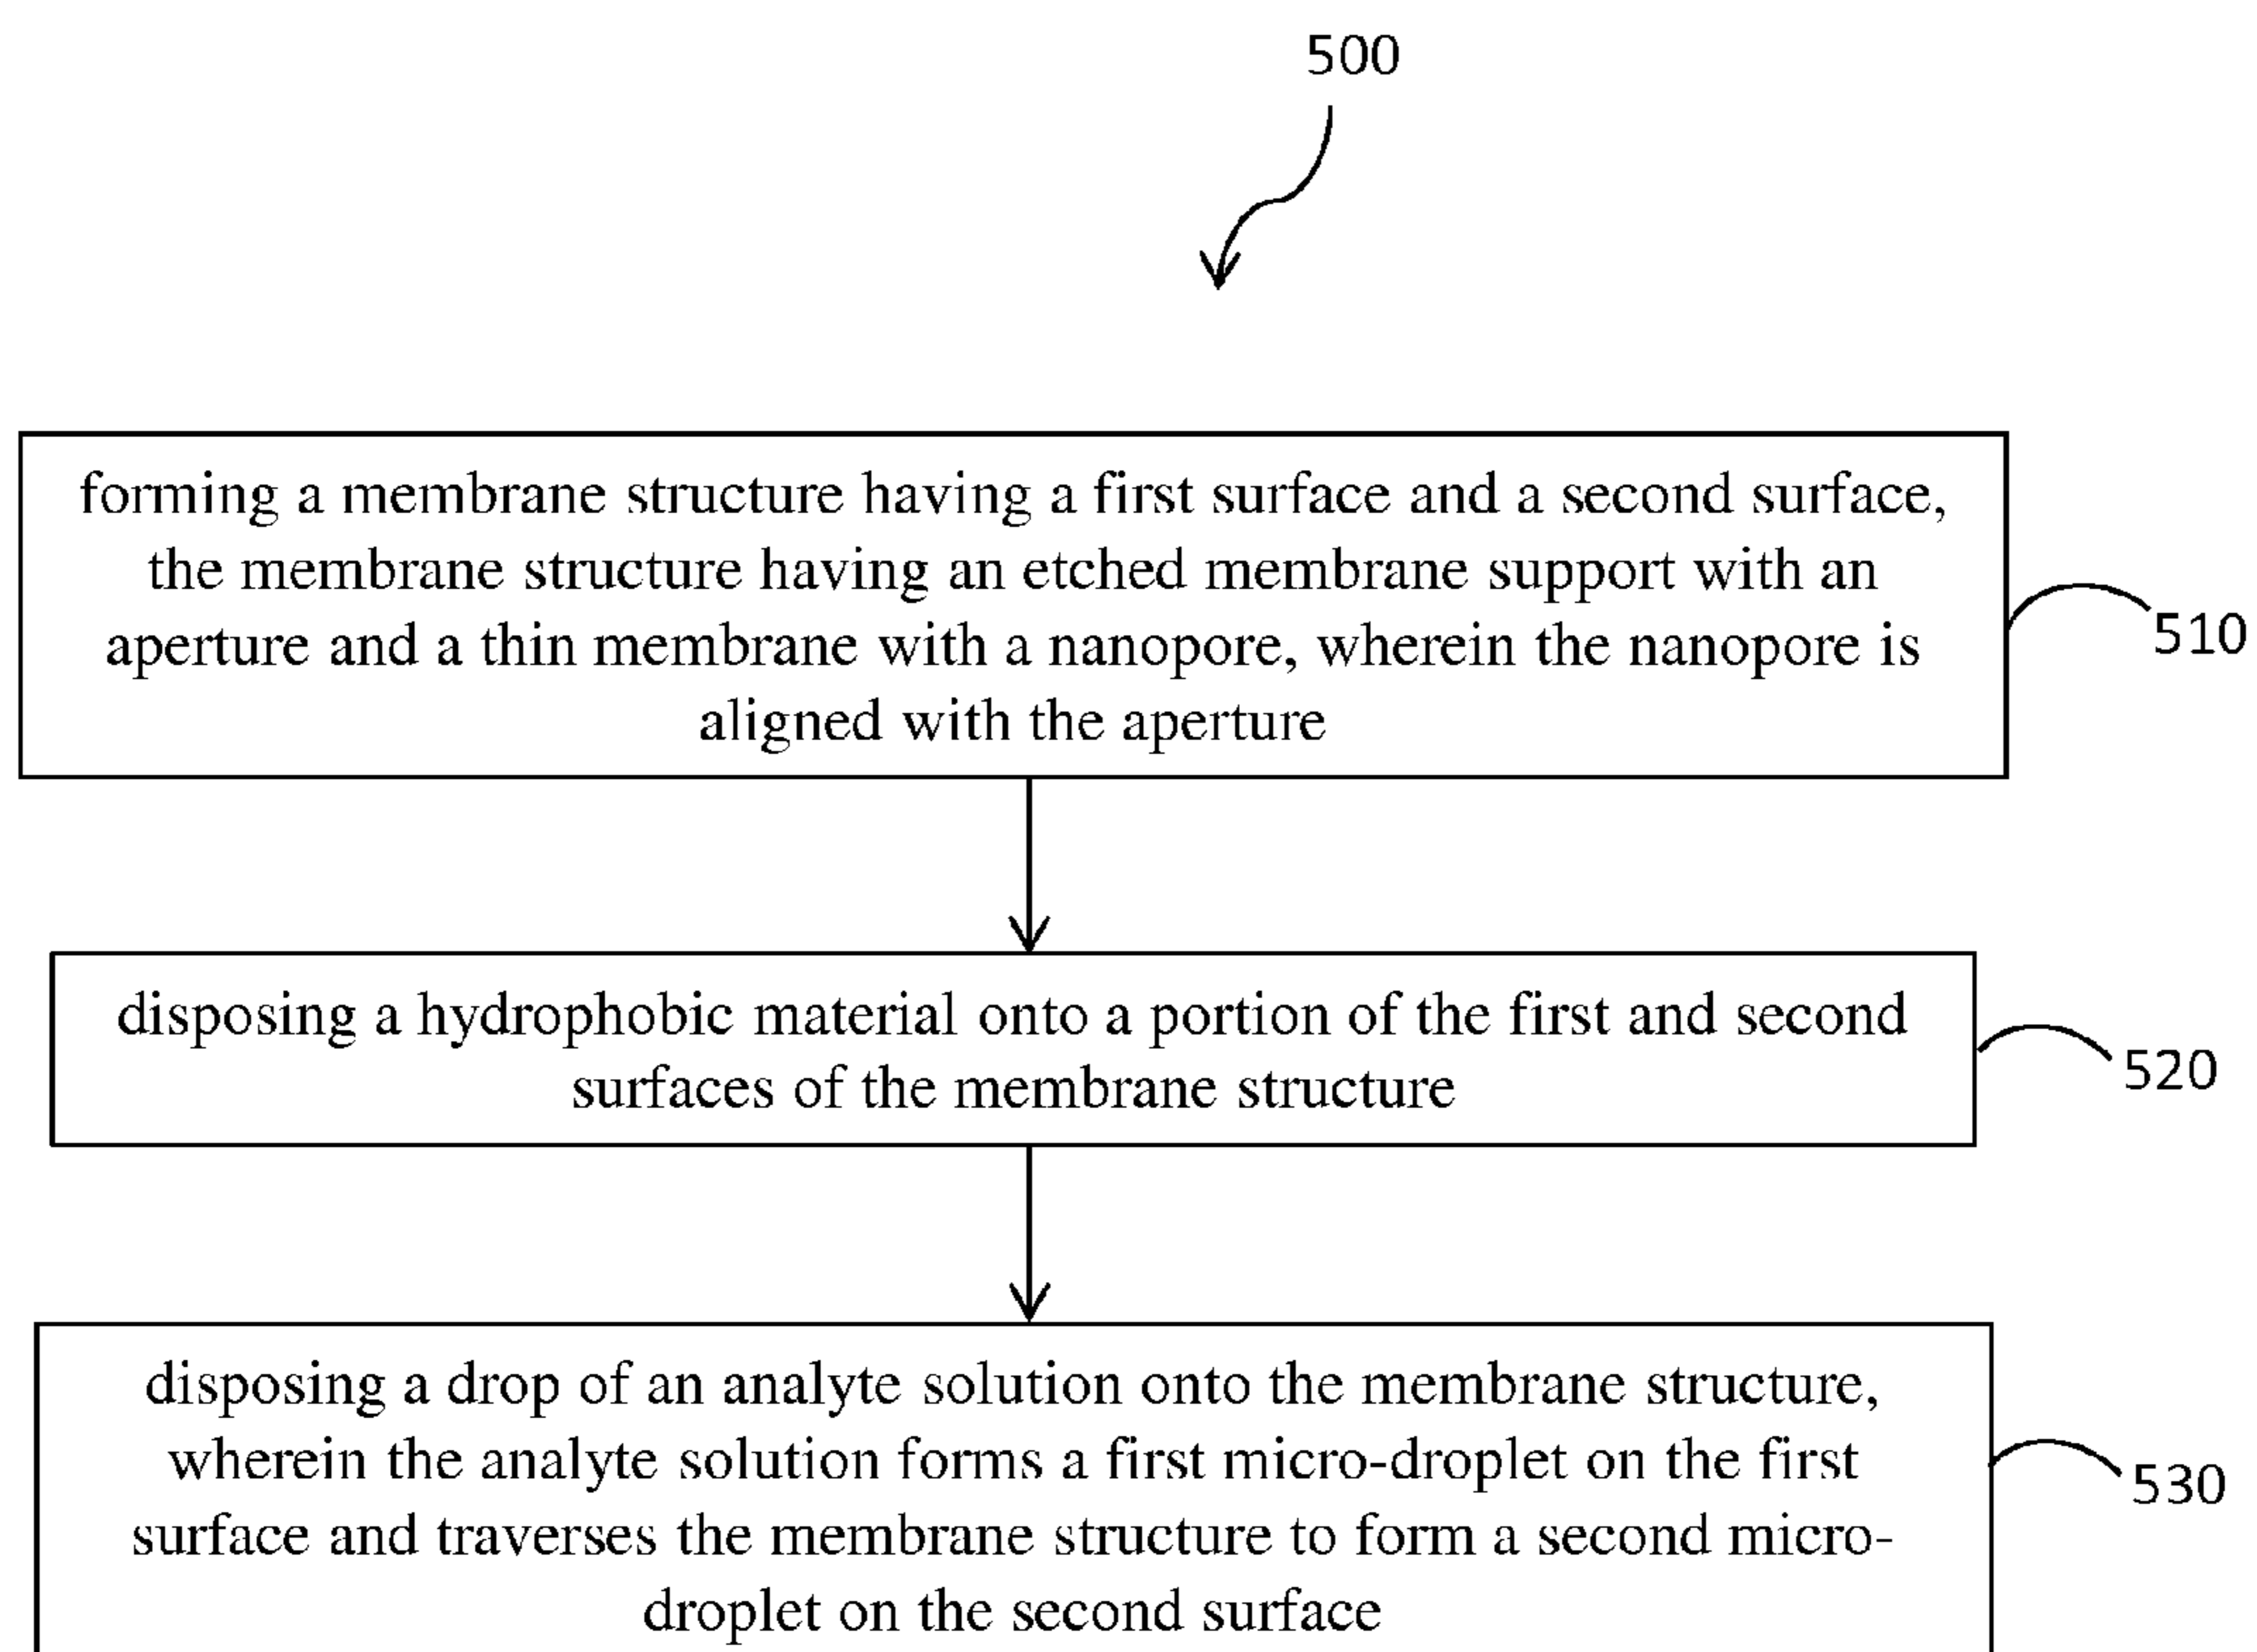 500
forming a membrane structure having a first surface and a second surface,
the membrane structure having an etched membrane support with an
aperture and a thin membrane with a nanopore, wherein the nanopore is
aligned with the aperture
510
disposing a hydrophobic material onto a portion of the first and second
surfaces of the membrane structure
520
disposing a drop of an analyte solution onto the membrane structure,
wherein the analyte solution forms a first micro-droplet on the first
surface and traverses the membrane structure to form a second micro-
droplet on the second surface
530